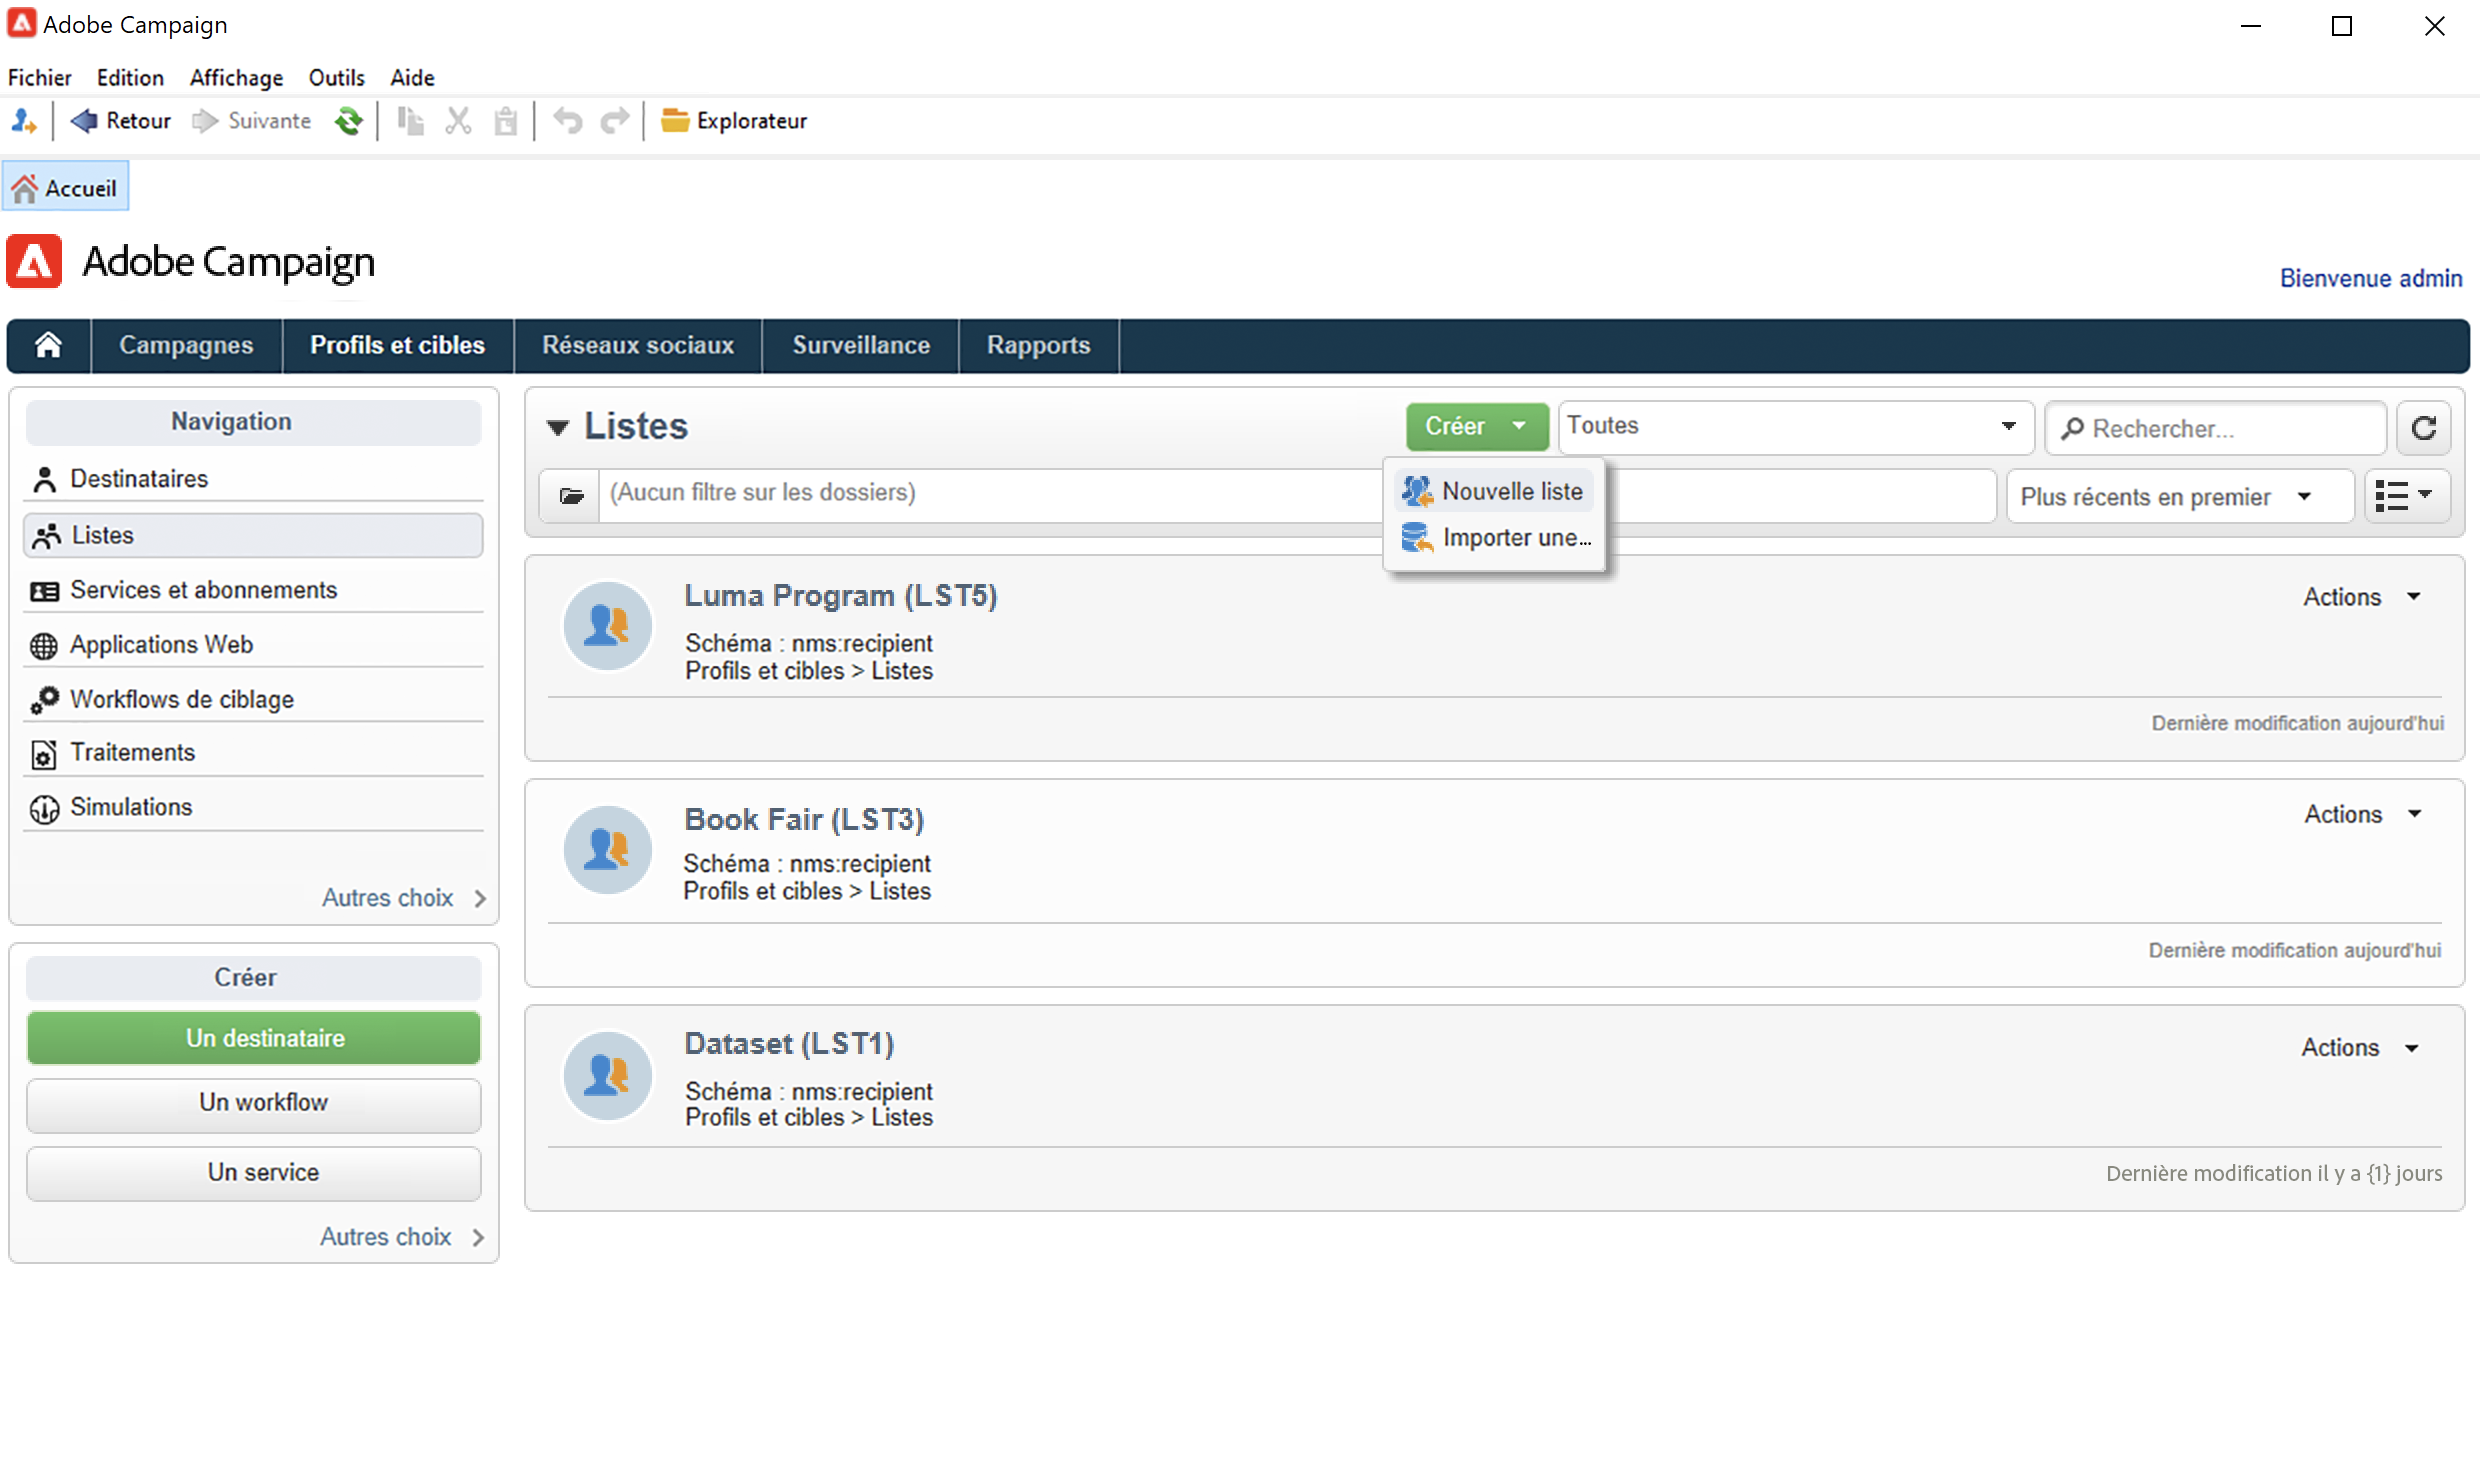 Adobe Campaign
Fichier Edition Affichage Outils Aide
Retour Suivante Explorateur
Accueil
Adobe Campaign
Bienvenue admin
Campagnes Profils et cibles Réseaux sociaux Surveillance Rapports
Navigation
Destinataires
Listes
Services et abonnements
Applications Web
Workflows de ciblage
Traitements
Simulations
Autres choix
Créer
Un destinataire
Un workflow
Un service
Autres choix
Listes Créer Toutes Rechercher...
(Aucun filtre sur les dossiers) Plus récents en premier
Nouvelle liste
Importer une...
Luma Program (LST5) Actions
Schéma : nms:recipient
Profils et cibles > Listes
Dernière modification aujourd'hui
Book Fair (LST3) Actions
Schéma : nms:recipient
Profils et cibles > Listes
Dernière modification aujourd'hui
Dataset (LST1) Actions
Schéma : nms:recipient
Profils et cibles > Listes
Dernière modification il y a {1} jours